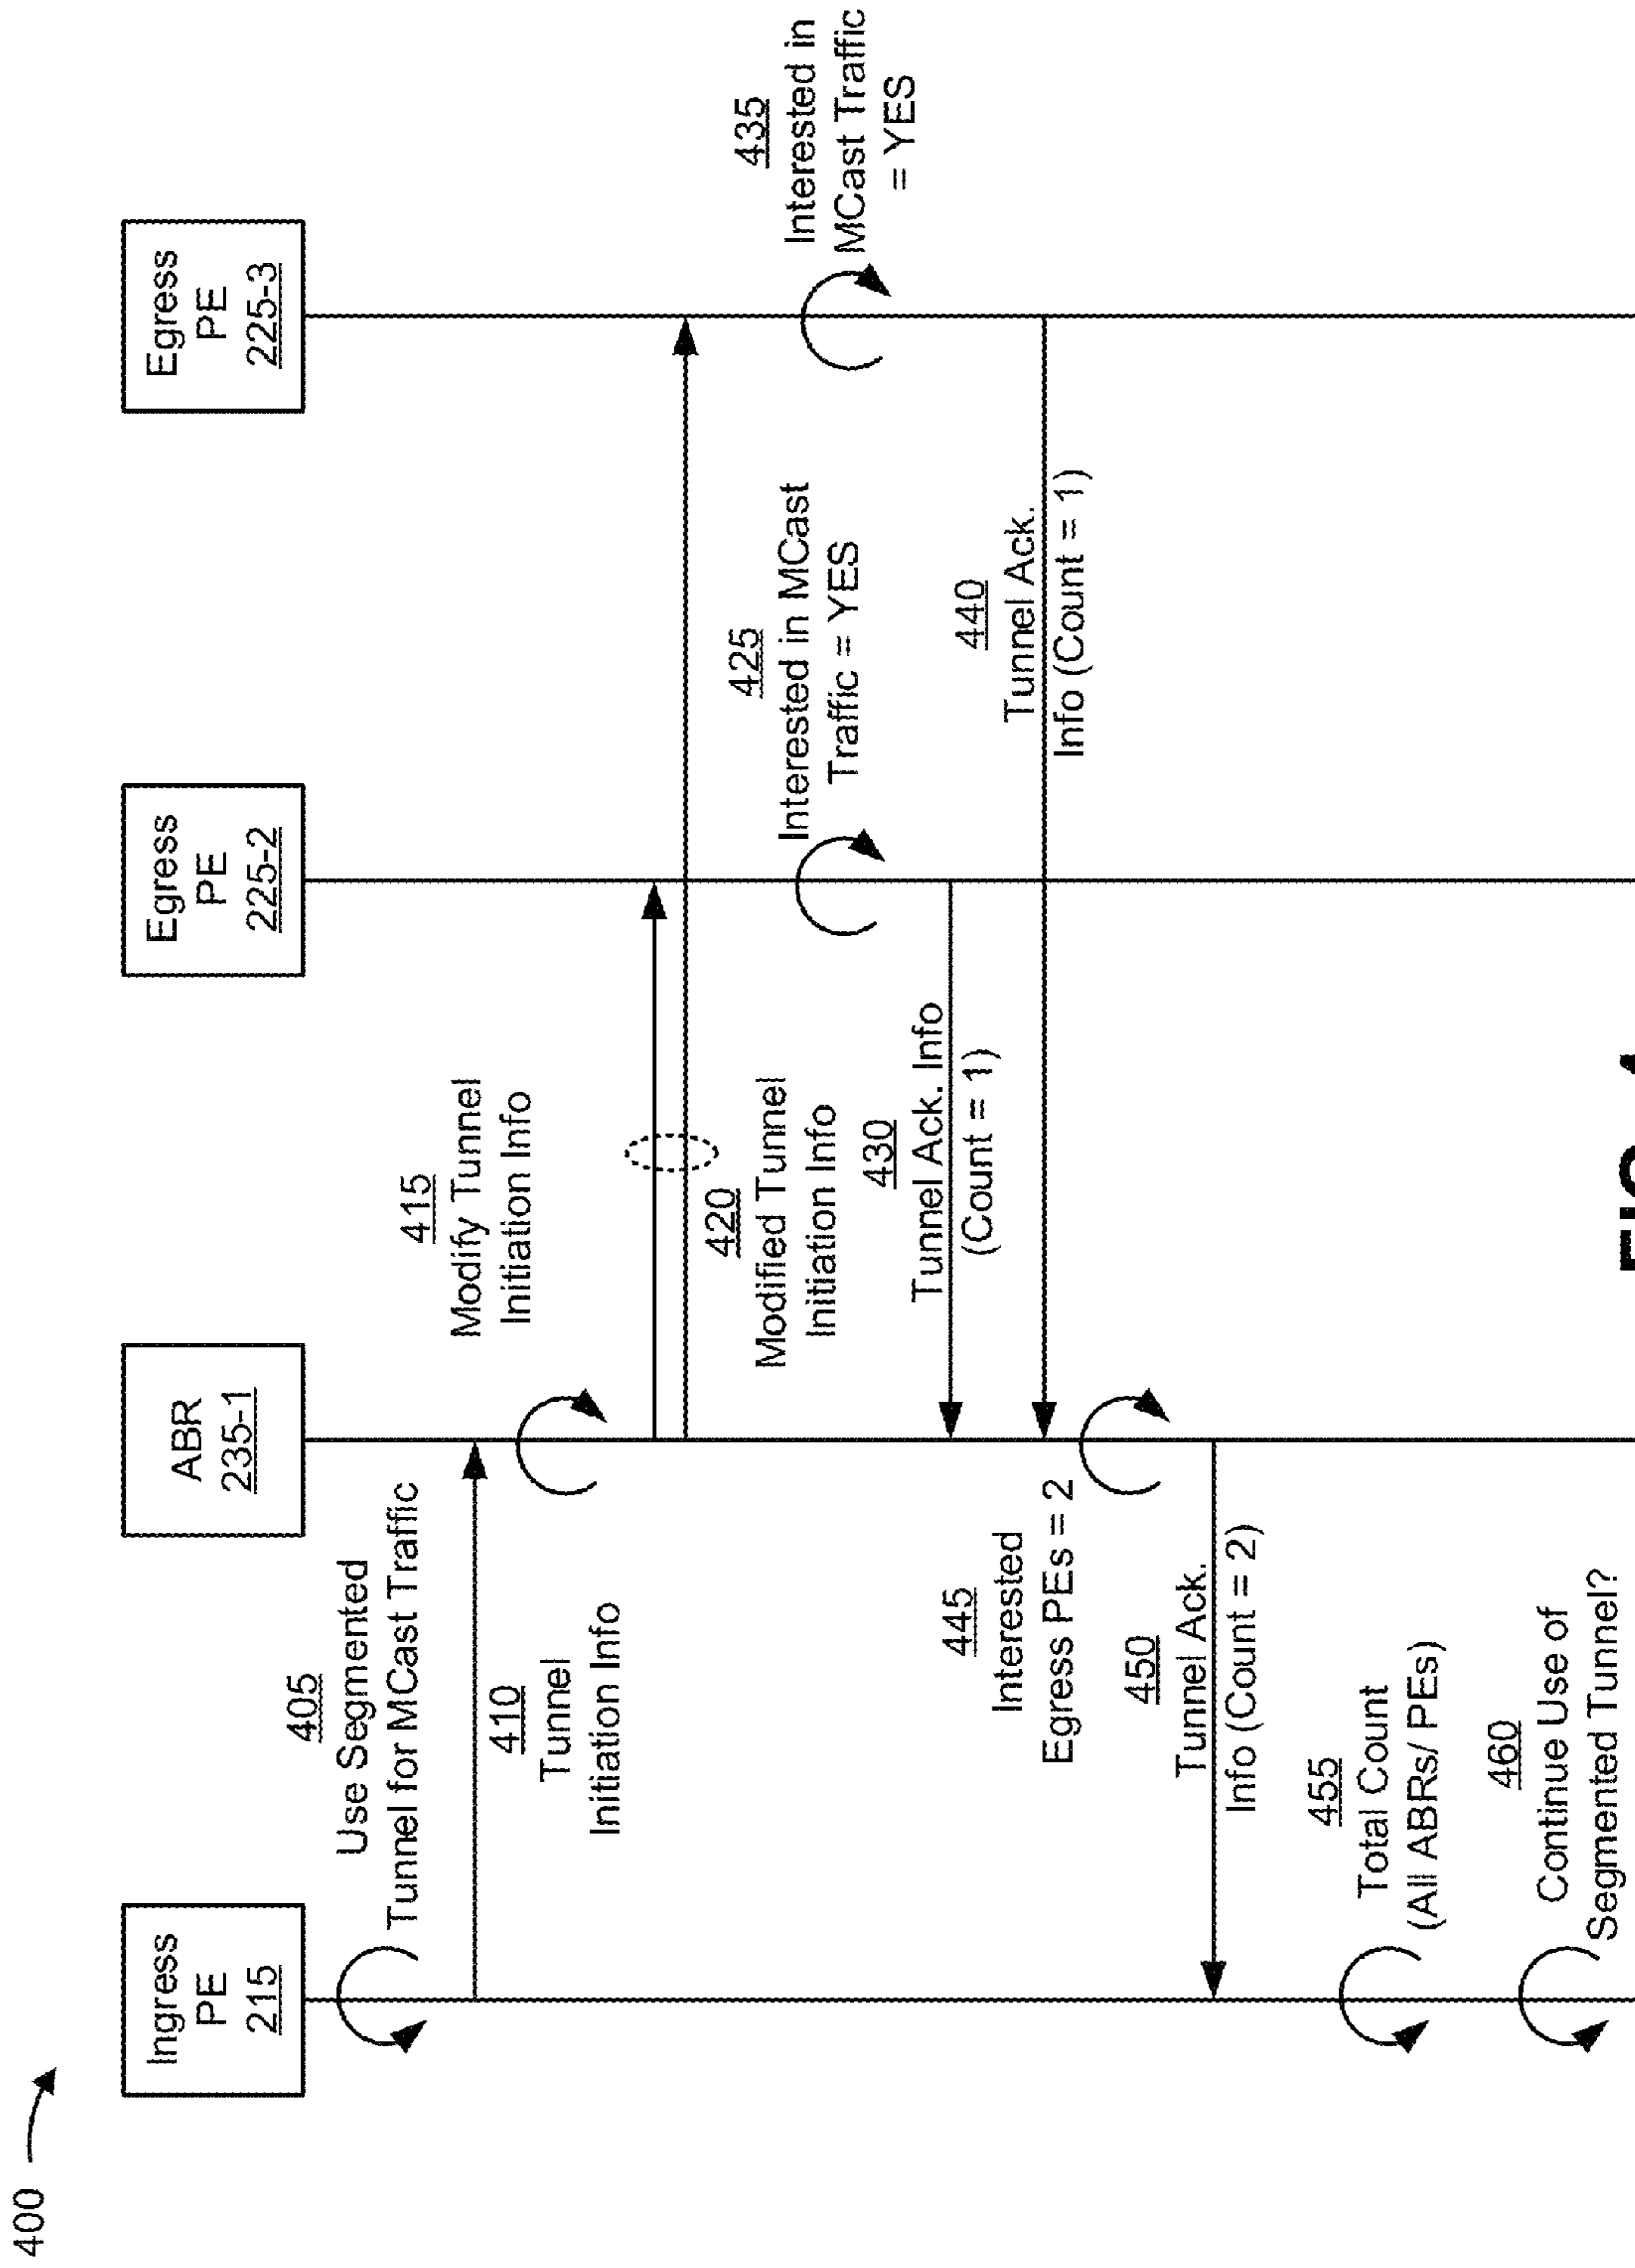 400
Ingress
PE
215
ABR
235-1
Egress
PE
225-2
Egress
PE
225-3
405
Use Segmented
Tunnel for MCast Traffic
410
Tunnel
Initiation Info
415
Modify Tunnel
Initiation Info
420
Modified Tunnel
Initiation Info
425
Interested in MCast
Traffic = YES
430
Tunnel Ack. Info
(Count = 1)
435
Interested in
MCast Traffic
= YES
440
Tunnel Ack.
Info (Count = 1)
445
Interested
Egress PEs = 2
450
Tunnel Ack.
Info (Count = 2)
455
Total Count
(All ABRs/ PEs)
460
Continue Use of
Segmented Tunnel?